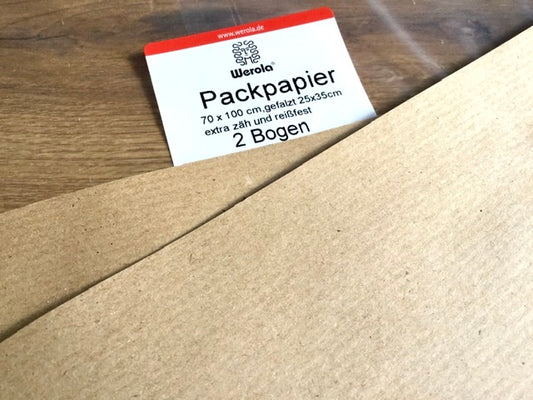 www.werola.de
Werola®
Packpapier
70 x 100 cm,gefalzt 25x35cm
extra zäh und reißfest
2 Bogen